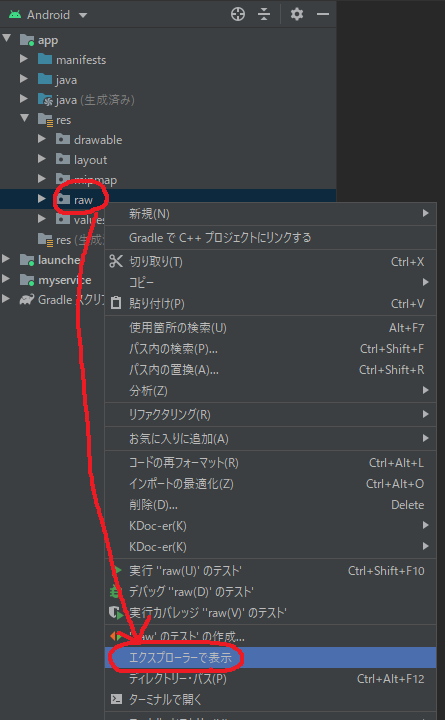 Android
app
manifests
java
java (生成済み)
res
drawable
layout
mipmap
raw
values
res (生成
launcher
myservice
Gradle スクリ
新規(N)
Gradle で C++ プロジェクトにリンクする
切り取り(T) Ctrl+X
コピー
貼り付け(P) Ctrl+V
使用箇所の検索(U) Alt+F7
パス内の検索(P)... Ctrl+Shift+F
パス内の置換(A)... Ctrl+Shift+R
分析(Z)
リファクタリング(R)
お気に入りに追加(A)
コードの再フォーマット(R) Ctrl+Alt+L
インポートの最適化(Z) Ctrl+Alt+O
削除(D)... Delete
KDoc-er(K)
KDoc-er(K)
実行 ''raw(U)' のテスト' Ctrl+Shift+F10
デバッグ ''raw(D)' のテスト'
実行カバレッジ ''raw(V)' のテスト'
'raw' のテスト' の作成...
エクスプローラーで表示
ディレクトリー・パス(P) Ctrl+Alt+F12
ターミナルで開く